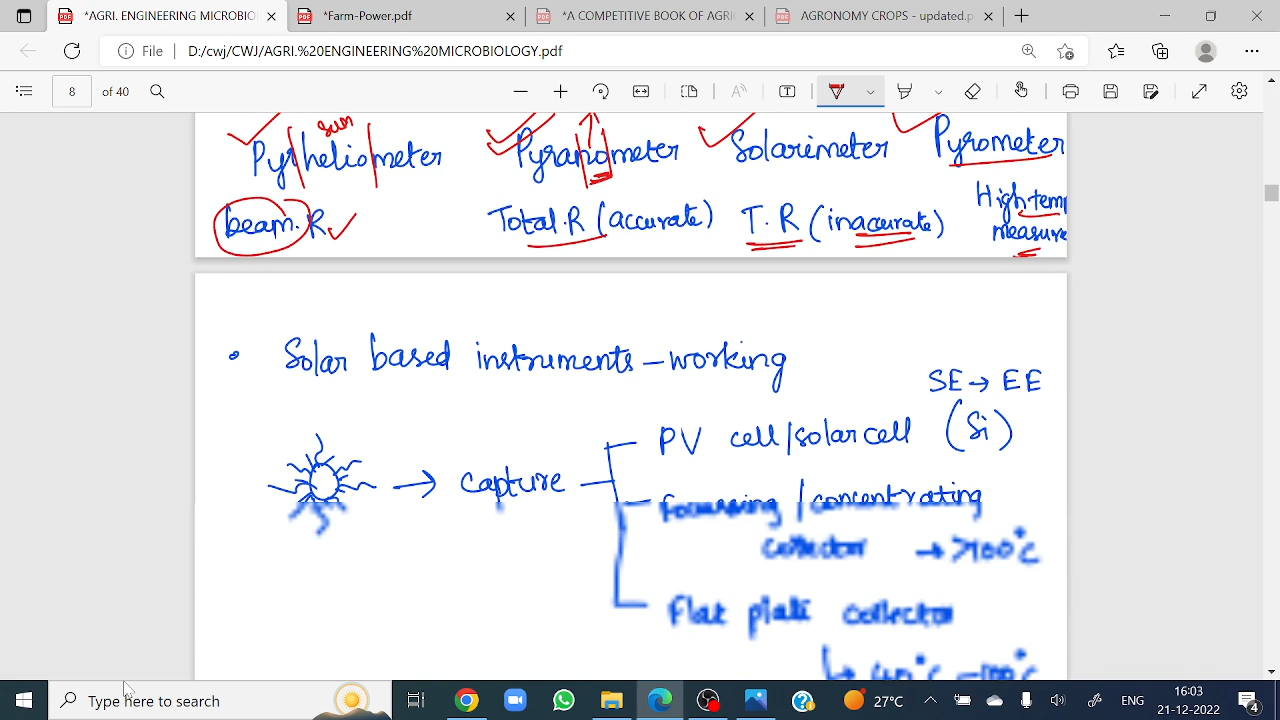 *AGRI. ENGINEERING MICROBIO
*Farm-Power.pdf
*A COMPETITIVE BOOK OF AGRI
AGRONOMY CROPS - updated.p
File
D:/cwj/CWJ/AGRI.%20ENGINEERING%20MICROBIOLOGY.pdf
8 of 40
sun
Pyrheliometer Pyranometer Solarimeter Pyrometer
beam.R Total.R (accurate) T.R (inaccurate) High temp
measure
• Solar based instruments – working
SE → EE
PV cell/solar cell (Si)
→ capture
focussing / concentrating
collector → >100°C
Flat plate collector
↳ 40°C – 100°C
Type here to search
27°C
ENG
16:03
21-12-2022
4